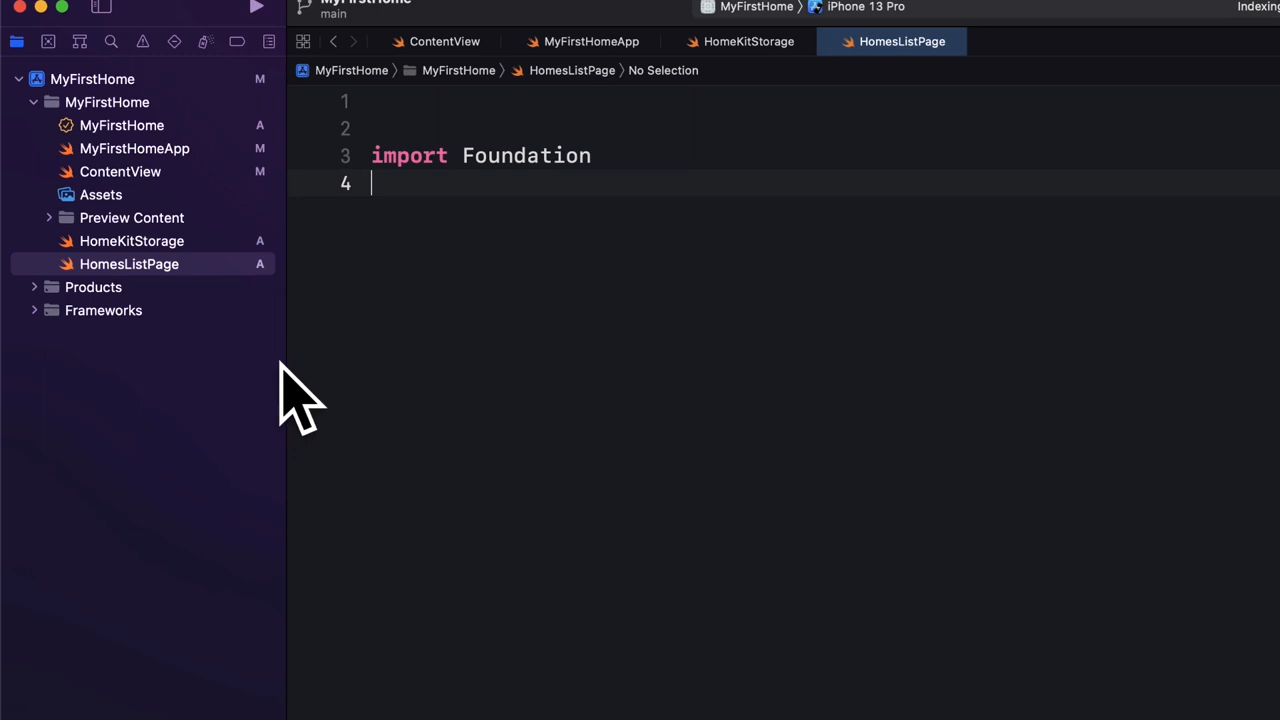 MyFirstHome
main
MyFirstHome 〉 iPhone 13 Pro
Indexing
ContentView
MyFirstHomeApp
HomeKitStorage
HomesListPage
MyFirstHome 〉 MyFirstHome 〉 HomesListPage 〉 No Selection
MyFirstHome M
MyFirstHome
MyFirstHome A
MyFirstHomeApp M
ContentView M
Assets
Preview Content
HomeKitStorage A
HomesListPage A
Products
Frameworks
1
2
3 import Foundation
4